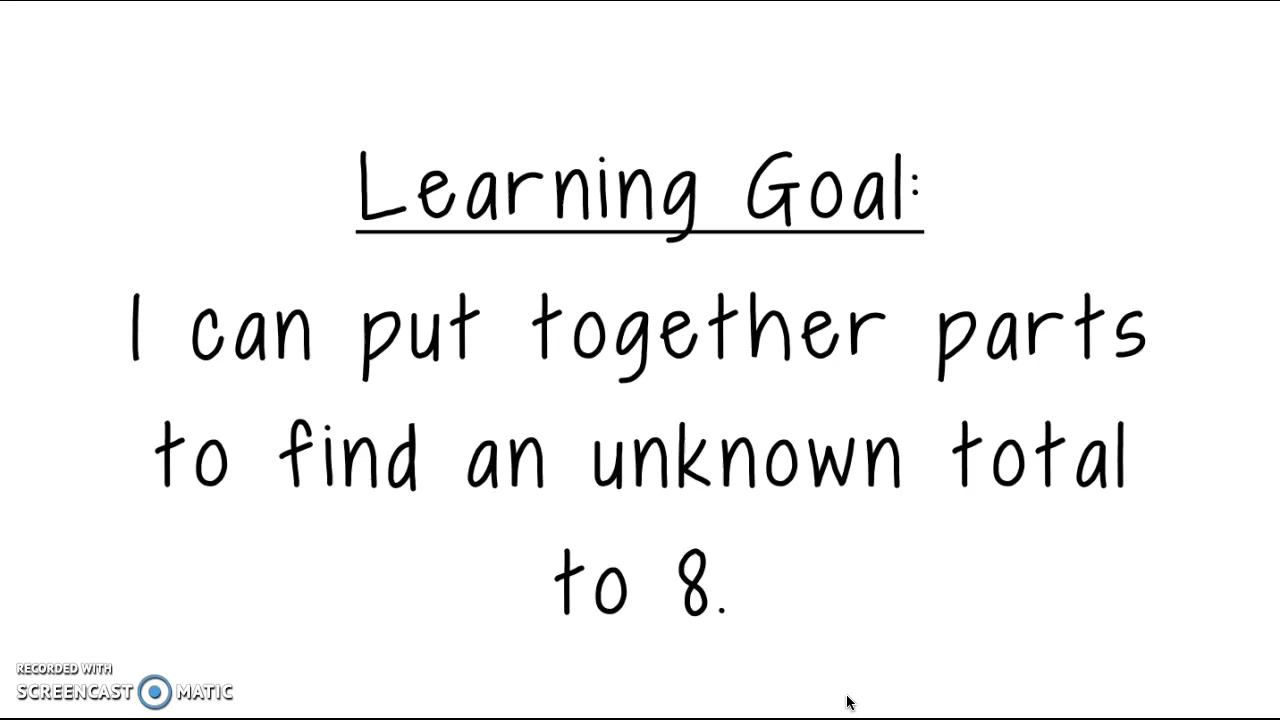 Learning Goal:
I can put together parts
to find an unknown total
to 8.
RECORDED WITH
SCREENCAST MATIC